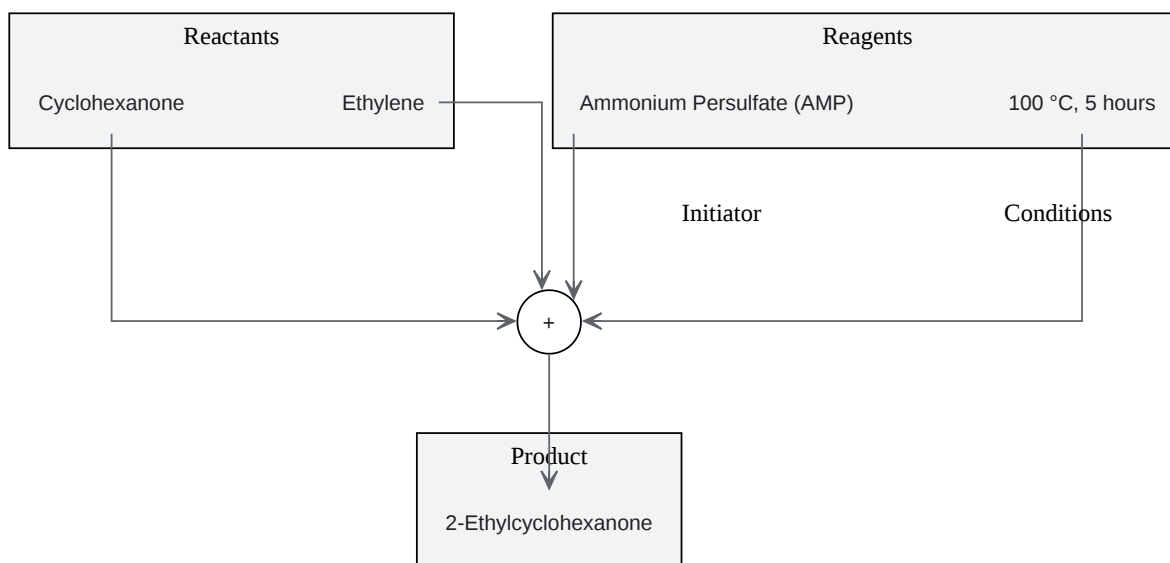 Reactants
Reagents
Cyclohexanone
Ethylene
Ammonium Persulfate (AMP)
100 °C, 5 hours
Initiator
Conditions
+
Product
2-Ethylcyclohexanone